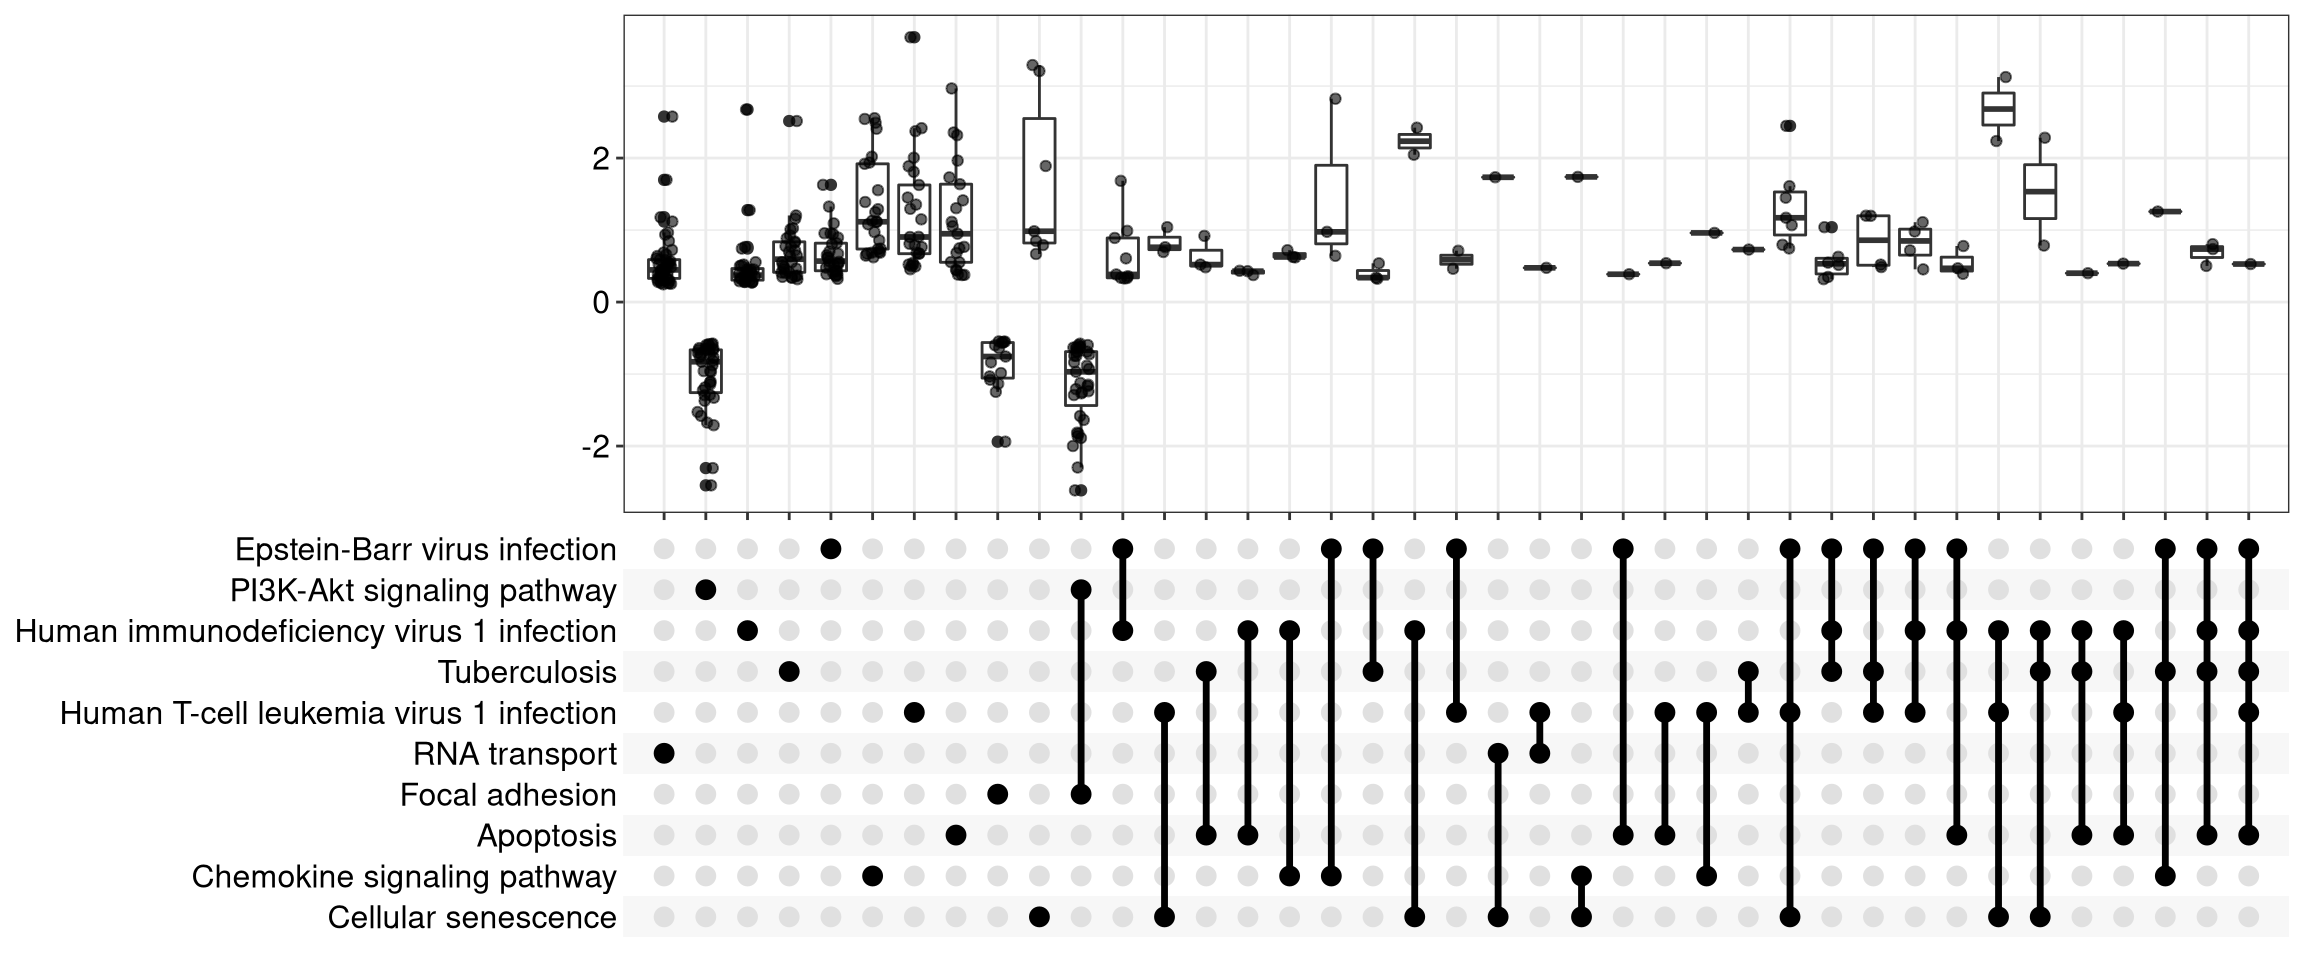 2
0
-2
Epstein-Barr virus infection
PI3K-Akt signaling pathway
Human immunodeficiency virus 1 infection
Tuberculosis
Human T-cell leukemia virus 1 infection
RNA transport
Focal adhesion
Apoptosis
Chemokine signaling pathway
Cellular senescence